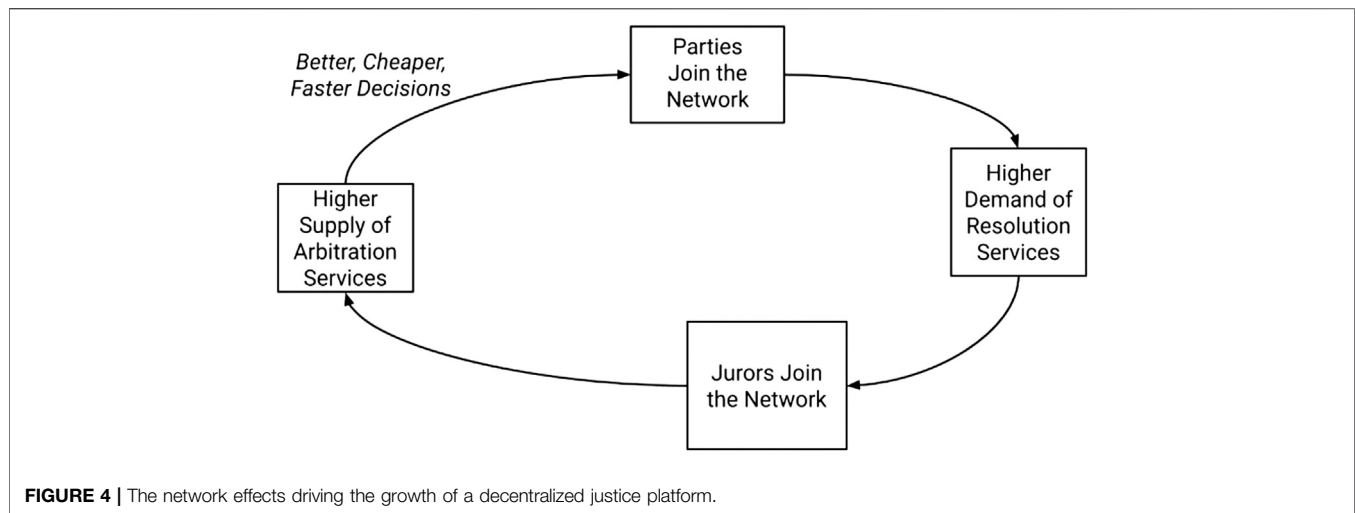 Better, Cheaper,
Faster Decisions
Parties
Join the
Network
Higher
Demand of
Resolution
Services
Higher
Supply of
Arbitration
Services
Jurors Join
the Network
FIGURE 4 | The network effects driving the growth of a decentralized justice platform.